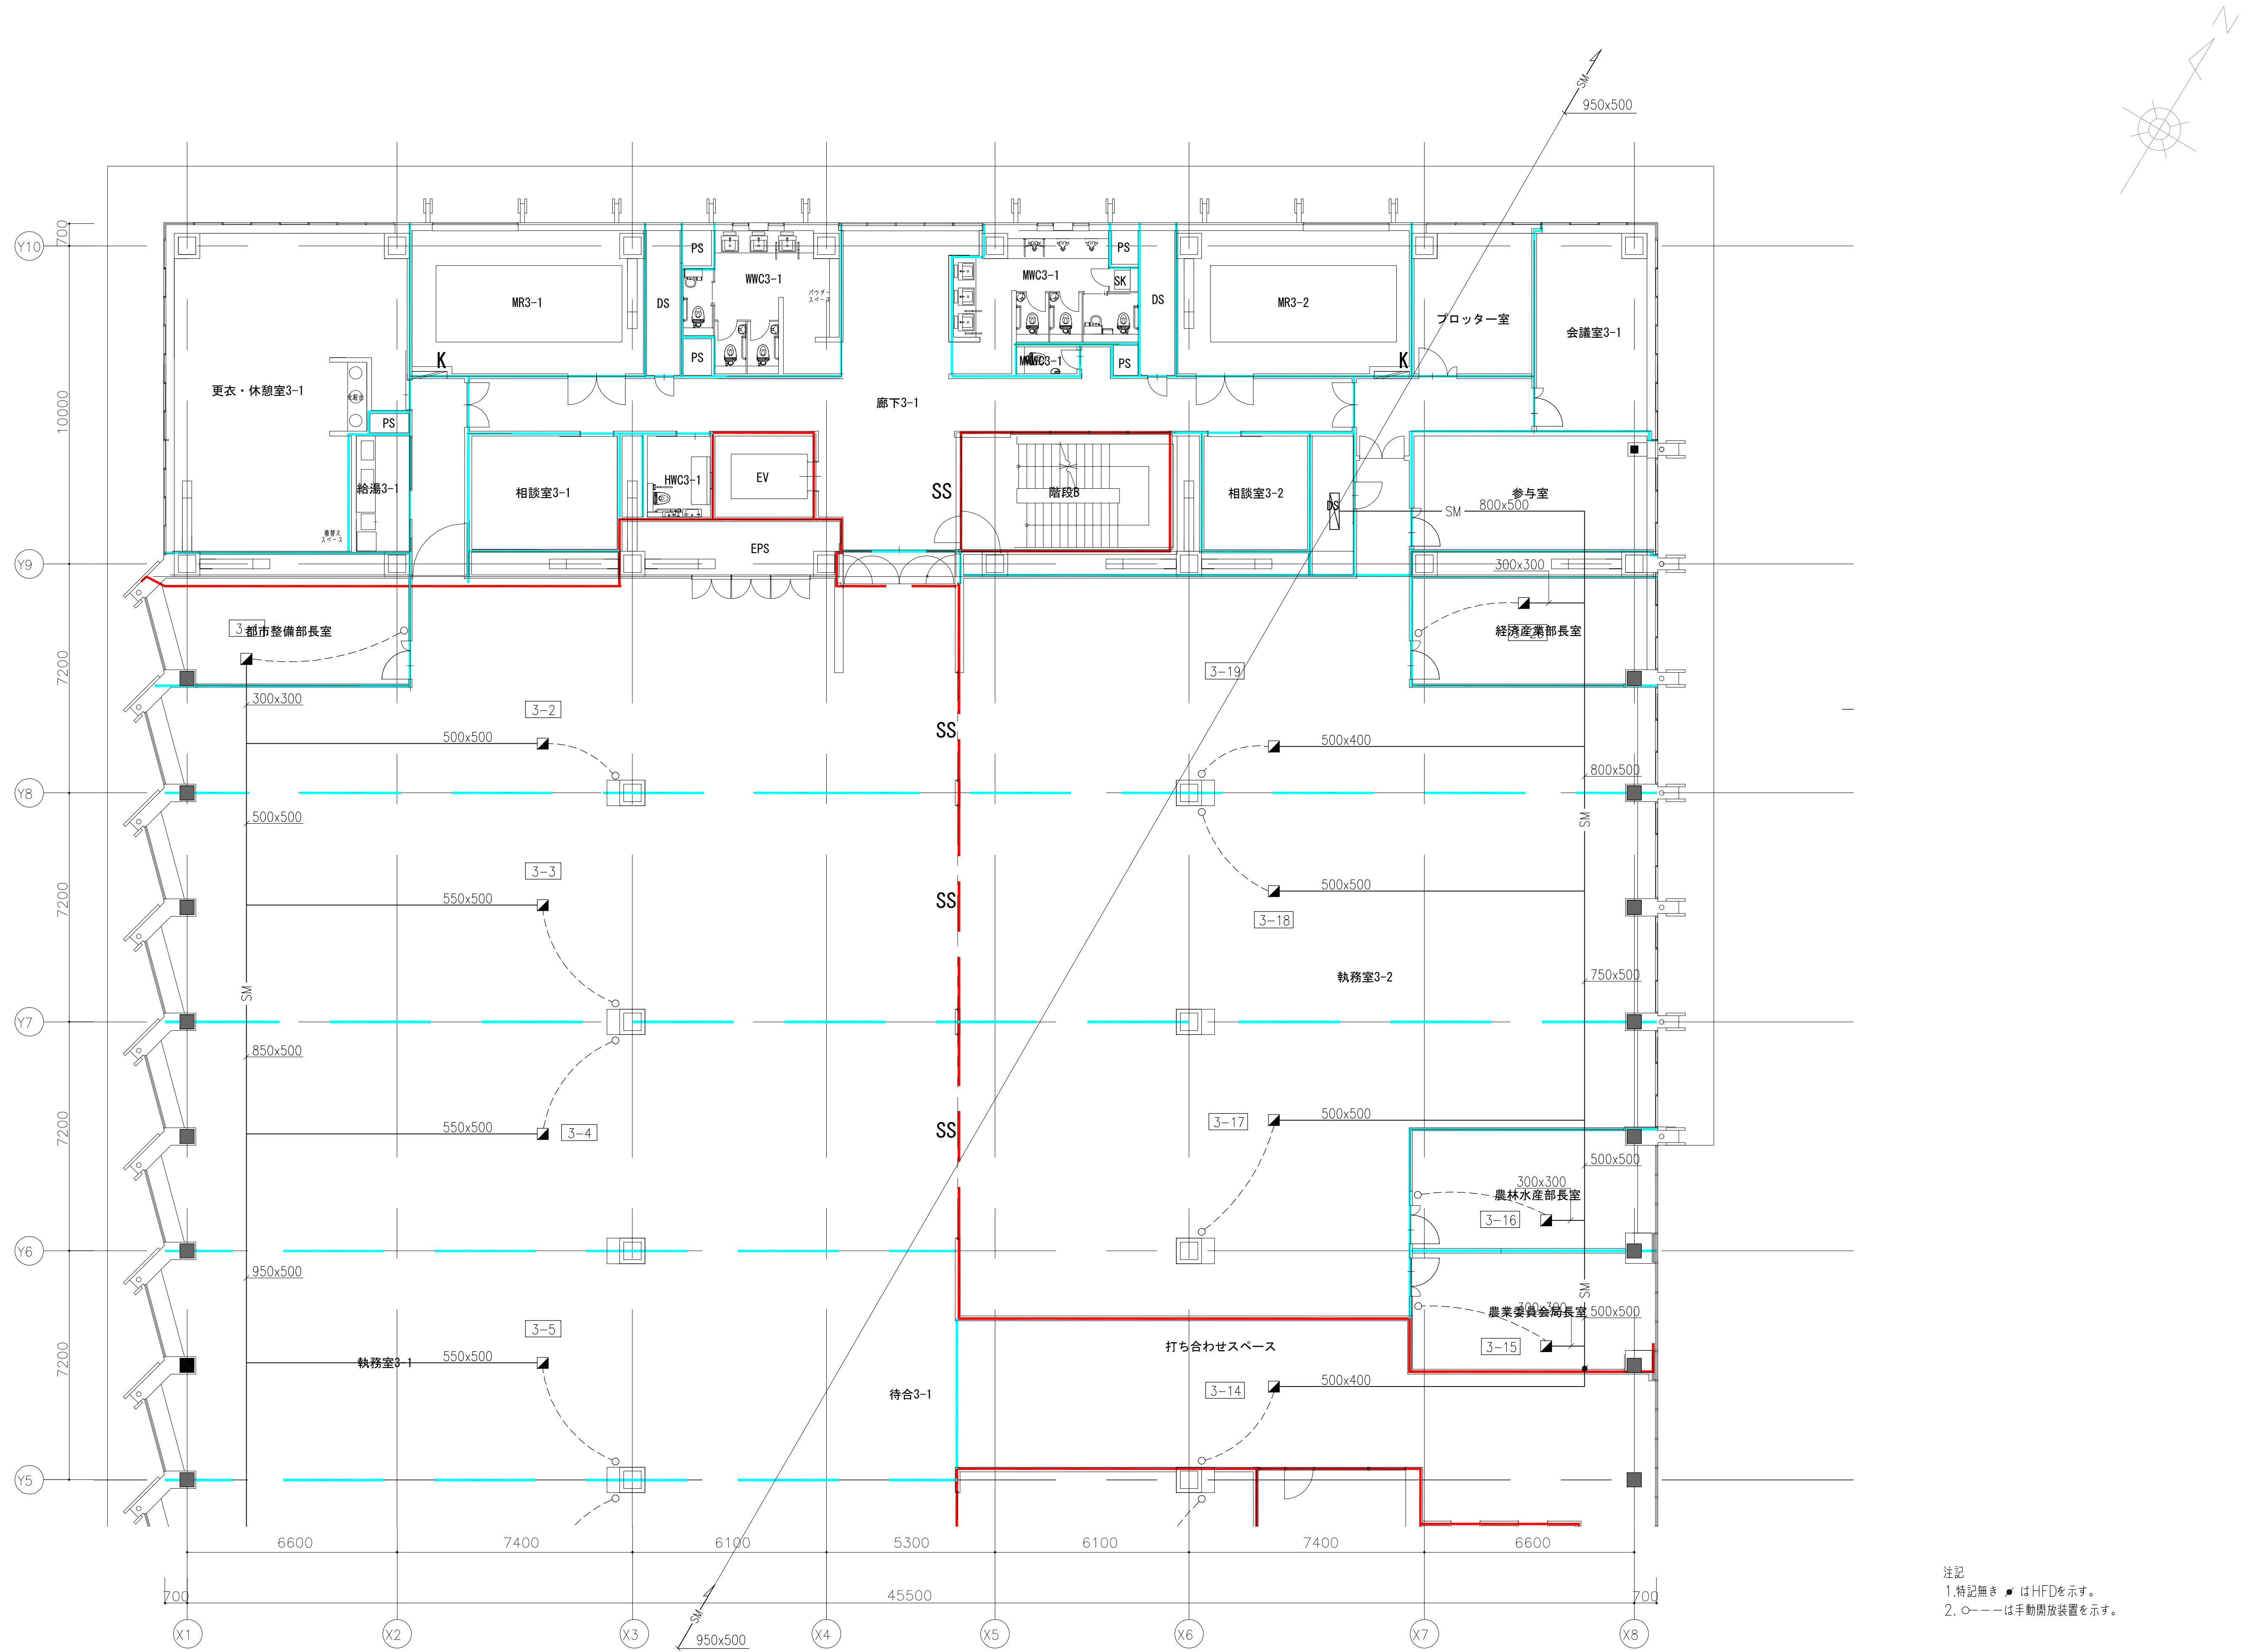 N
SM
950x500
700
Y10
PS
WWC3-1
パウダースペース
MR3-1
DS
PS
MWC3-1
PS
SK
DS
MR3-2
プロッター室
会議室3-1
K
PS
PS
K
更衣・休憩室3-1
化粧台
PS
廊下3-1
10000
給湯3-1
着替え
スペース
相談室3-1
HWC3-1
EV
SS
階段B
相談室3-2
DS
SM
800x500
参与室
EPS
Y9
300x300
都市整備部長室
経済産業部長室
7200
300x300
3-2
3-19
500x500
SS
500x400
800x500
Y8
500x500
SM
3-3
550x500
SS
500x500
3-18
7200
執務室3-2
750x500
SM
Y7
850x500
550x500
3-4
SS
3-17
500x500
7200
500x500
300x300
農林水産部長室
3-16
Y6
950x500
SM
300x300
農業委員会局長室
500x500
3-5
打ち合わせスペース
3-15
執務室3-1
550x500
7200
待合3-1
3-14
500x400
Y5
6600
7400
6100
5300
6100
7400
6600
700
45500
700
SM
950x500
X1
X2
X3
X4
X5
X6
X7
X8
注記
1.特記無き は HFDを示す。
2. ○---は手動開放装置を示す。